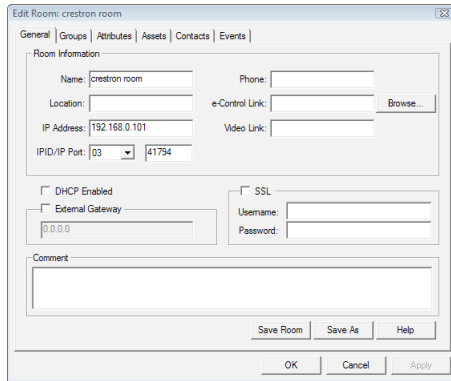 Edit Room: crestron room
General Groups Attributes Assets Contacts Events
Room Information
Name: crestron room Phone:
Location: e-Control Link: Browse...
IP Address: 192.168.0.101 Video Link:
IPID/IP Port: 03 41794
DHCP Enabled SSL
External Gateway Username:
0.0.0.0 Password:
Comment
Save Room Save As Help
OK Cancel Apply